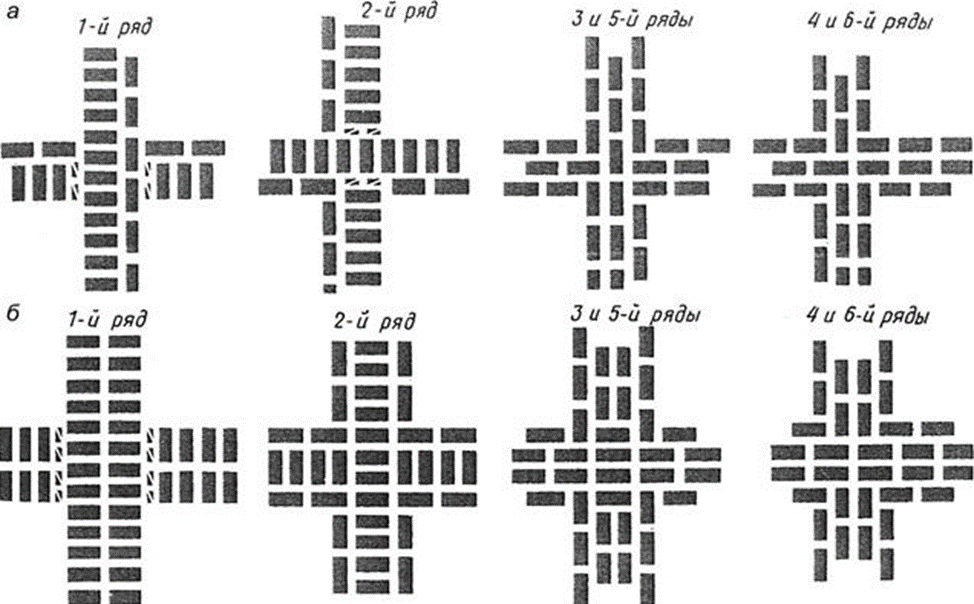 а
1-й ряд
2-й ряд
3 и 5-й ряды
4 и 6-й ряды
б
1-й ряд
2-й ряд
3 и 5-й ряды
4 и 6-й ряды